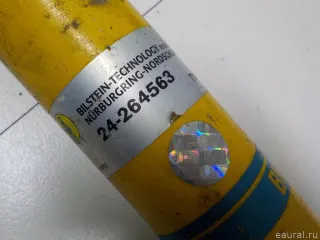 BILSTEIN-TECHNOLOGY
NÜRBURGRING-NORDSC
24-264563
B
eaural.ru